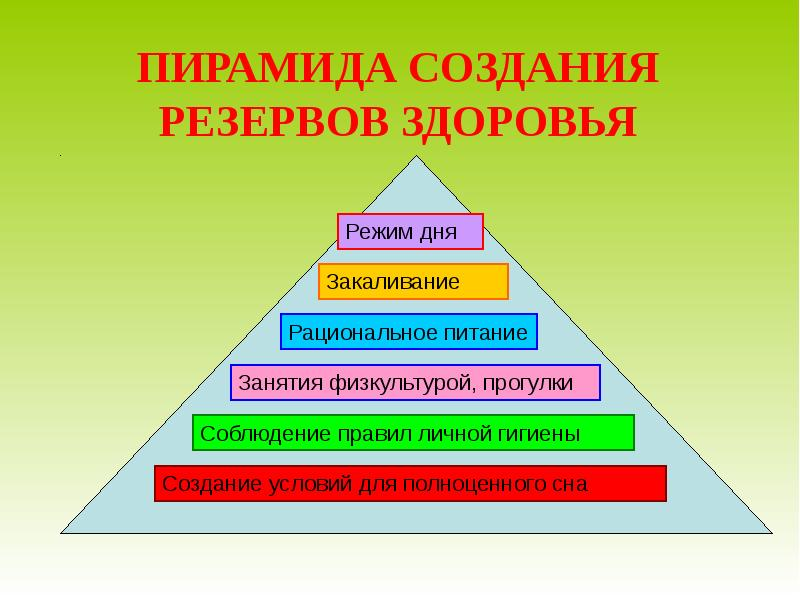 ПИРАМИДА СОЗДАНИЯ
РЕЗЕРВОВ ЗДОРОВЬЯ
Режим дня
Закаливание
Рациональное питание
Занятия физкультурой, прогулки
Соблюдение правил личной гигиены
Создание условий для полноценного сна